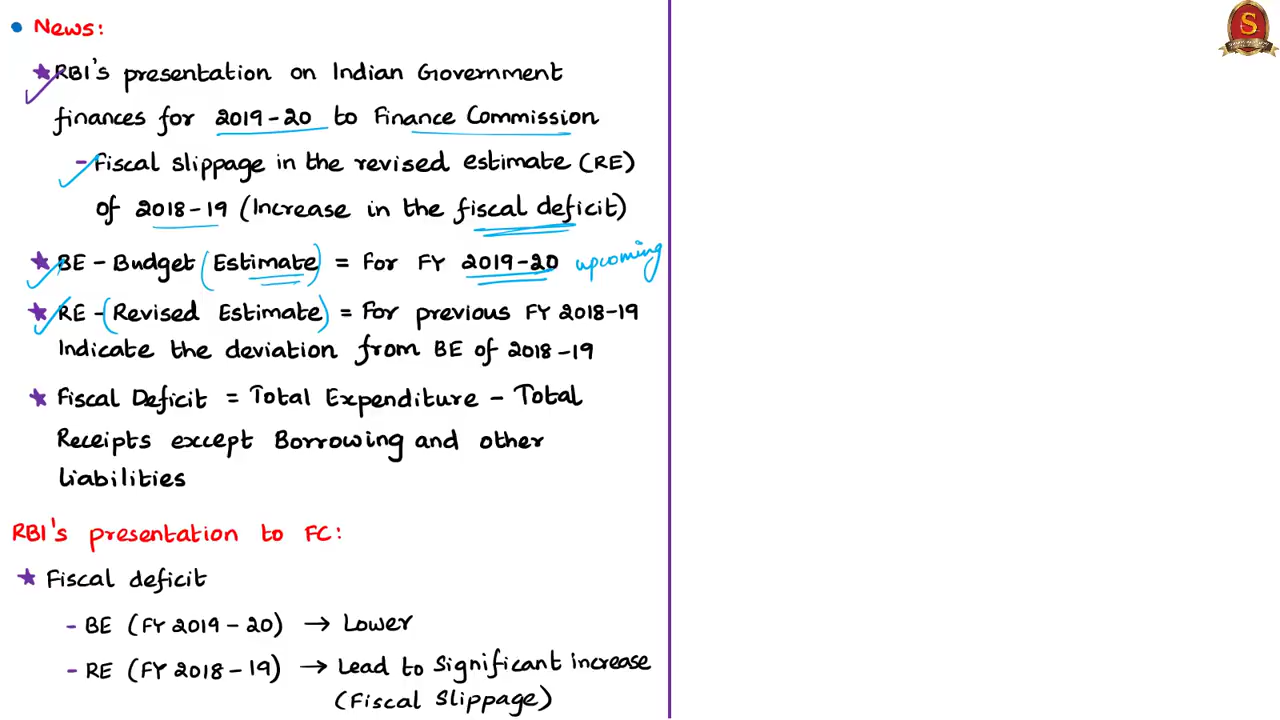 News:
RBI's presentation on Indian Government
finances for 2019-20 to Finance Commission
- Fiscal slippage in the revised estimate (RE)
of 2018-19 (Increase in the fiscal deficit)
BE - Budget (Estimate) = For FY 2019-20 upcoming
RE - (Revised Estimate) = For previous FY 2018-19
Indicate the deviation from BE of 2018-19
Fiscal Deficit = Total Expenditure - Total
Receipts except Borrowing and other
liabilities
RBI's presentation to FC:
Fiscal deficit
- BE (FY 2019-20) → Lower
- RE (FY 2018-19) → Lead to Significant increase
(Fiscal Slippage)
S